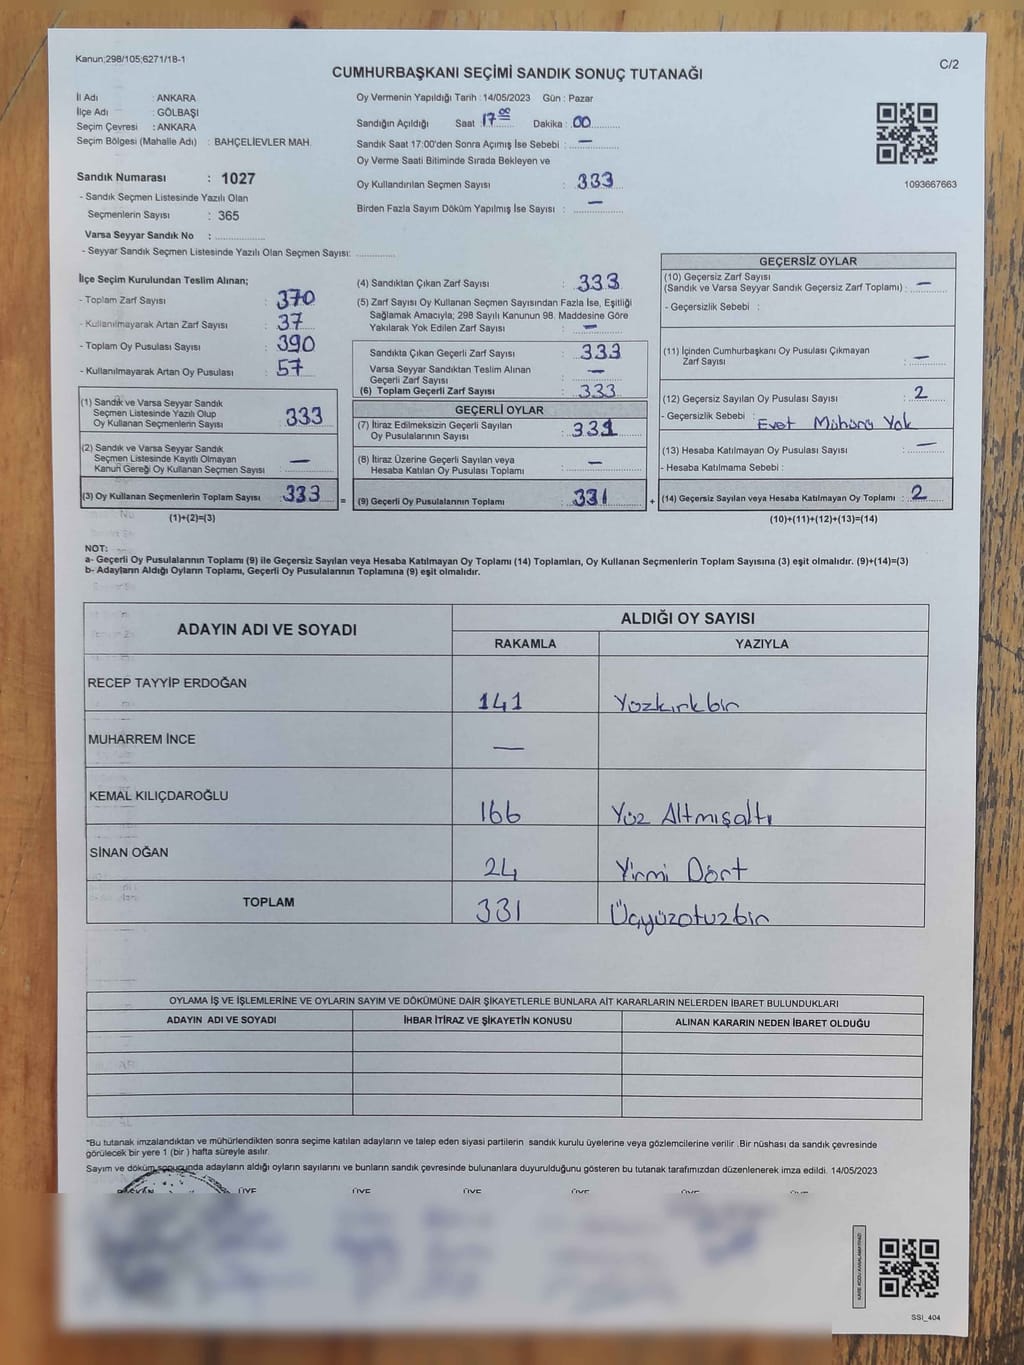 Kanun;298/105;6271/18-1
C/2
CUMHURBAŞKANI SEÇİMİ SANDIK SONUÇ TUTANAĞI
İl Adı : ANKARA
İlçe Adı : GÖLBAŞI
Seçim Çevresi : ANKARA
Seçim Bölgesi (Mahalle Adı) : BAHÇELİEVLER MAH.
Sandık Numarası : 1027
- Sandık Seçmen Listesinde Yazılı Olan
Seçmenlerin Sayısı : 365
Varsa Seyyar Sandık No :
- Seyyar Sandık Seçmen Listesinde Yazılı Olan Seçmen Sayısı:
Oy Vermenin Yapıldığı Tarih : 14/05/2023 Gün : Pazar
Sandığın Açıldığı Saat : 17 00 Dakika : 00
Sandık Saat 17:00'den Sonra Açımış İse Sebebi : —
Oy Verme Saati Bitiminde Sırada Bekleyen ve
Oy Kullandırılan Seçmen Sayısı : 333
Birden Fazla Sayım Döküm Yapılmış İse Sayısı : —
1093667663
İlçe Seçim Kurulundan Teslim Alınan;
- Toplam Zarf Sayısı : 370
- Kullanılmayarak Artan Zarf Sayısı : 37
- Toplam Oy Pusulası Sayısı : 390
- Kullanılmayarak Artan Oy Pusulası : 57
(1) Sandık ve Varsa Seyyar Sandık
Seçmen Listesinde Yazılı Olup
Oy Kullanan Seçmenlerin Sayısı : 333
(2) Sandık ve Varsa Seyyar Sandık
Seçmen Listesinde Kayıtlı Olmayan
Kanun Gereği Oy Kullanan Seçmen Sayısı : —
(3) Oy Kullanan Seçmenlerin Toplam Sayısı : 333 =
(1)+(2)=(3)
(4) Sandıktan Çıkan Zarf Sayısı : 333
(5) Zarf Sayısı Oy Kullanan Seçmen Sayısından Fazla İse, Eşitliği
Sağlamak Amacıyla; 298 Sayılı Kanunun 98. Maddesine Göre
Yakılarak Yok Edilen Zarf Sayısı : —
Sandıkta Çıkan Geçerli Zarf Sayısı : 333
Varsa Seyyar Sandıktan Teslim Alınan
Geçerli Zarf Sayısı : —
(6) Toplam Geçerli Zarf Sayısı : 333
GEÇERLİ OYLAR
(7) İtiraz Edilmeksizin Geçerli Sayılan
Oy Pusulalarının Sayısı : 331
(8) İtiraz Üzerine Geçerli Sayılan veya
Hesaba Katılan Oy Pusulası Toplamı : —
(9) Geçerli Oy Pusulalarının Toplamı : 331 +
GEÇERSİZ OYLAR
(10) Geçersiz Zarf Sayısı
(Sandık ve Varsa Seyyar Sandık Geçersiz Zarf Toplamı) : —
- Geçersizlik Sebebi :
(11) İçinden Cumhurbaşkanı Oy Pusulası Çıkmayan
Zarf Sayısı : —
(12) Geçersiz Sayılan Oy Pusulası Sayısı : 2
- Geçersizlik Sebebi : Evet Mührü Yok
(13) Hesaba Katılmayan Oy Pusulası Sayısı : —
- Hesaba Katılmama Sebebi :
(14) Geçersiz Sayılan veya Hesaba Katılmayan Oy Toplamı : 2
(10)+(11)+(12)+(13)=(14)
NOT:
a- Geçerli Oy Pusulalarının Toplamı (9) ile Geçersiz Sayılan veya Hesaba Katılmayan Oy Toplamı (14) Toplamları, Oy Kullanan Seçmenlerin Toplam Sayısına (3) eşit olmalıdır. (9)+(14)=(3)
b- Adayların Aldığı Oyların Toplamı, Geçerli Oy Pusulalarının Toplamına (9) eşit olmalıdır.
ADAYIN ADI VE SOYADI
ALDIĞI OY SAYISI
RAKAMLA YAZIYLA
RECEP TAYYİP ERDOĞAN 141 Yüzkırkbir
MUHARREM İNCE —
KEMAL KILIÇDAROĞLU 166 Yüz Altmışaltı
SİNAN OĞAN 24 Yirmi Dört
TOPLAM 331 Üçyüzotuzbir
OYLAMA İŞ VE İŞLEMLERİNE VE OYLARIN SAYIM VE DÖKÜMÜNE DAİR ŞİKAYETLERLE BUNLARA AİT KARARLARIN NELERDEN İBARET BULUNDUKLARI
ADAYIN ADI VE SOYADI İHBAR İTİRAZ VE ŞİKAYETİN KONUSU ALINAN KARARIN NEDEN İBARET OLDUĞU
*Bu tutanak imzalandıktan ve mühürlendikten sonra seçime katılan adayların ve talep eden siyasi partilerin sandık kurulu üyelerine veya gözlemcilerine verilir .Bir nüshası da sandık çevresinde
görülecek bir yere 1 (bir ) hafta süreyle asılır.
Sayım ve döküm sonucunda adayların aldığı oyların sayılarını ve bunların sandık çevresinde bulunanlara duyurulduğunu gösteren bu tutanak tarafımızdan düzenlenerek imza edildi. 14/05/2023
BAŞKAN ÜYE ÜYE ÜYE ÜYE ÜYE ÜYE
SSI_404